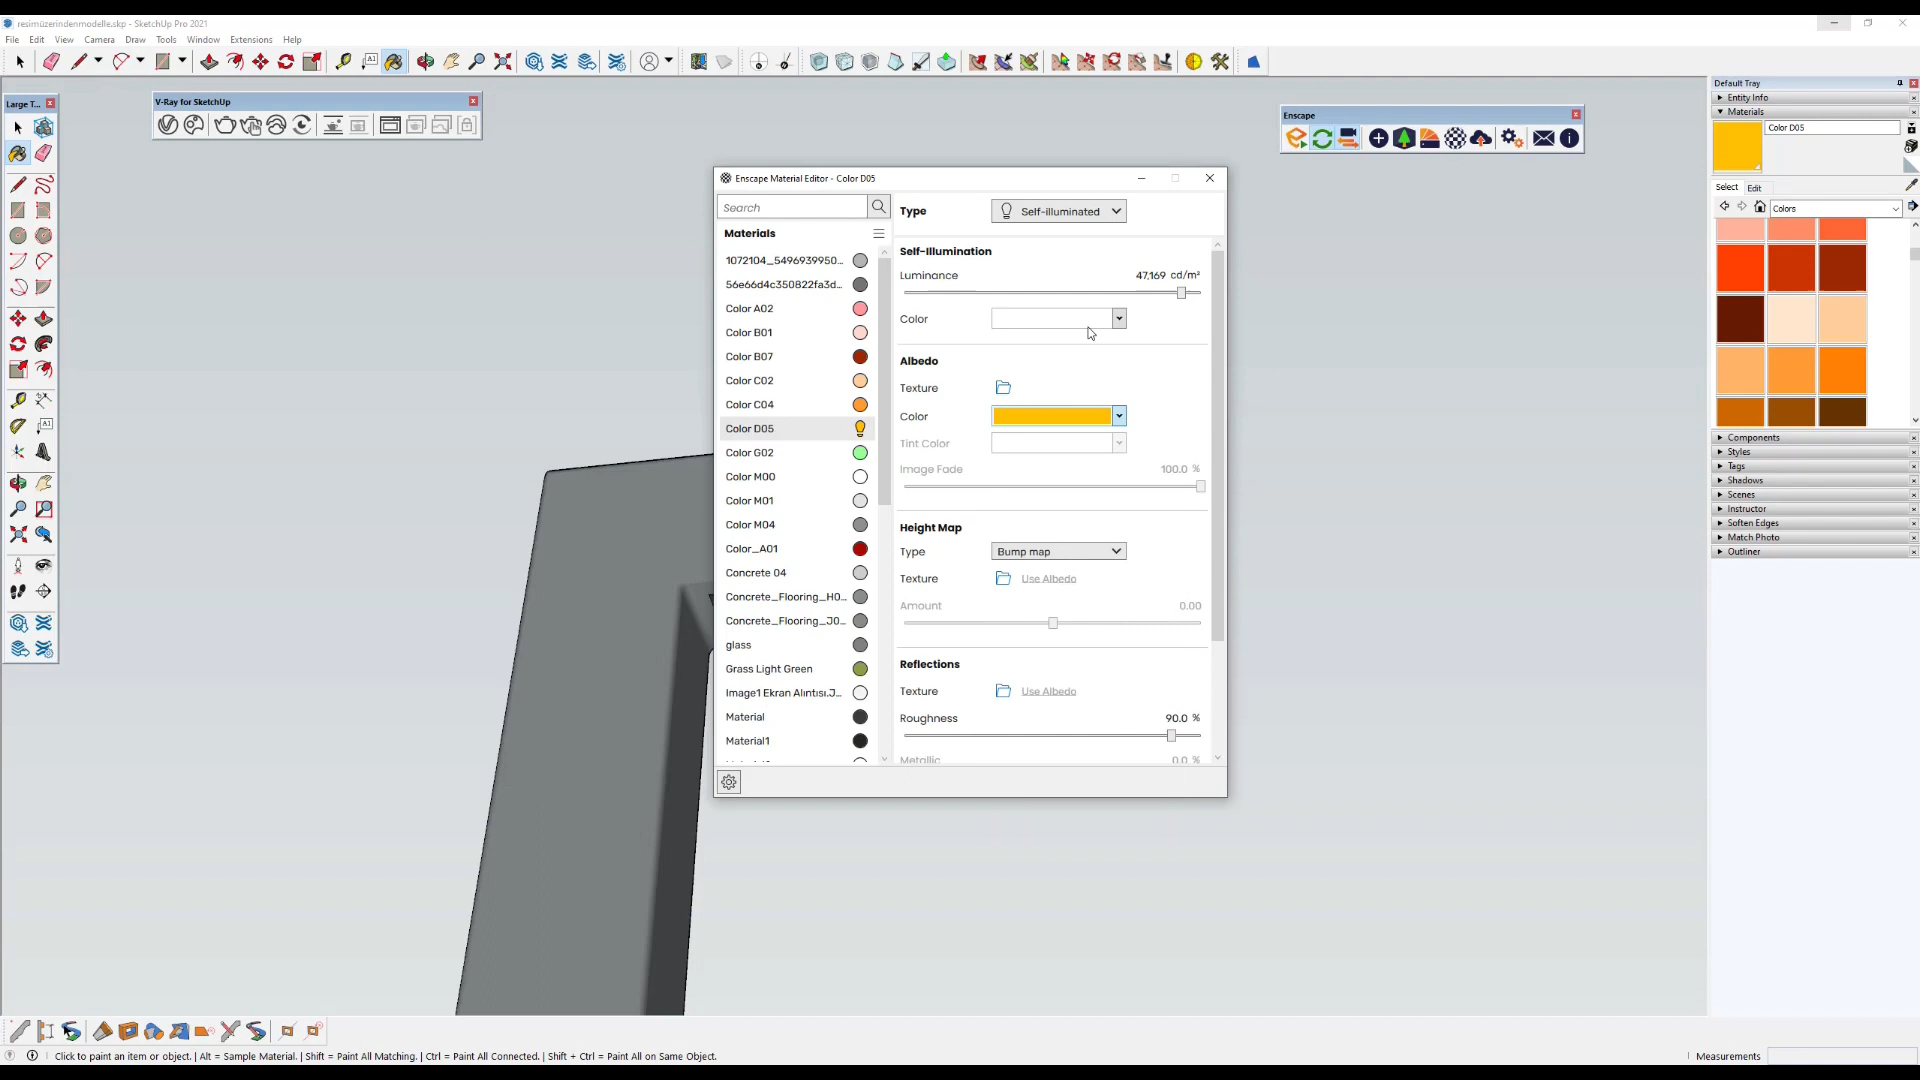 resimüzerindenmodelle.skp - SketchUp Pro 2021
File Edit View Camera Draw Tools Window Extensions Help
Large T...
V-Ray for SketchUp
Enscape
Enscape Material Editor - Color D05
Search
Materials
1072104_5496939950...
56e66d4c350822fa3d...
Color A02
Color B01
Color B07
Color C02
Color C04
Color D05
Color G02
Color M00
Color M01
Color M04
Color_A01
Concrete 04
Concrete_Flooring_H0...
Concrete_Flooring_J0...
glass
Grass Light Green
Image1 Ekran Alıntısı.J...
Material
Material1
Type Self-illuminated
Self-Illumination
Luminance 47,169 cd/m²
Color
Albedo
Texture
Color
Tint Color
Image Fade 100.0 %
Height Map
Type Bump map
Texture Use Albedo
Amount 0.00
Reflections
Texture Use Albedo
Roughness 90.0 %
Metallic 0.0 %
Default Tray
Entity Info
Materials
Color D05
Select Edit
Colors
Components
Styles
Tags
Shadows
Scenes
Instructor
Soften Edges
Match Photo
Outliner
Click to paint an item or object. | Alt = Sample Material. | Shift = Paint All Matching. | Ctrl = Paint All Connected. | Shift + Ctrl = Paint All on Same Object.
Measurements